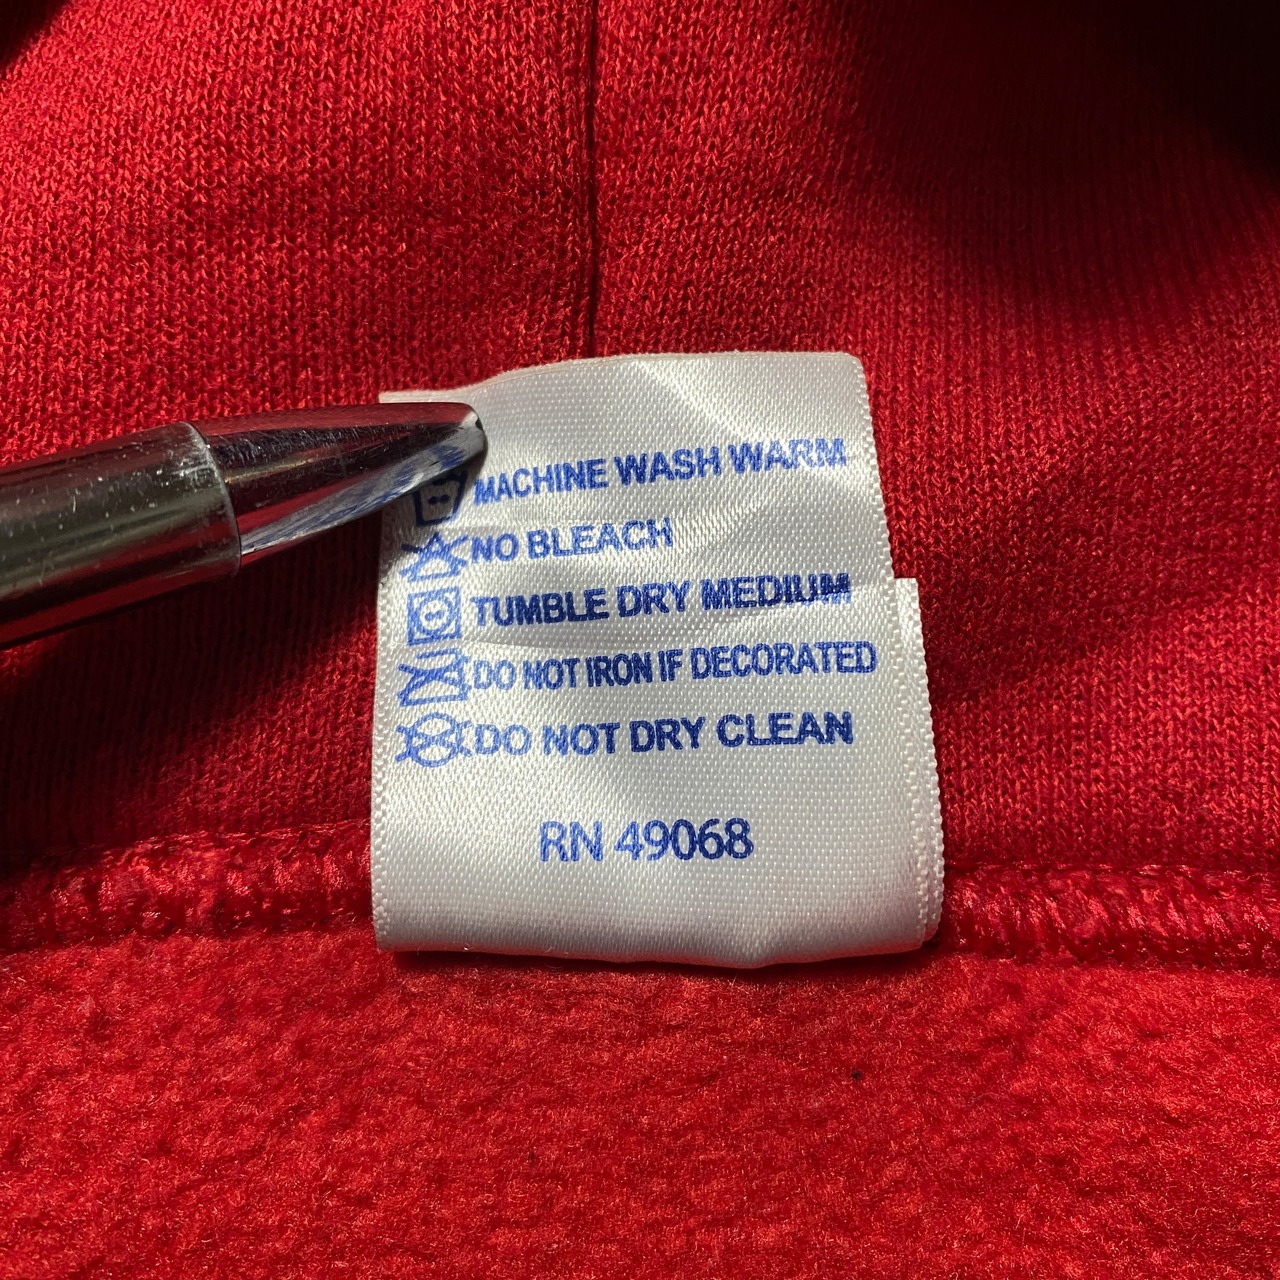 MACHINE WASH WARM
NO BLEACH
TUMBLE DRY MEDIUM
DO NOT IRON IF DECORATED
DO NOT DRY CLEAN
RN 49068